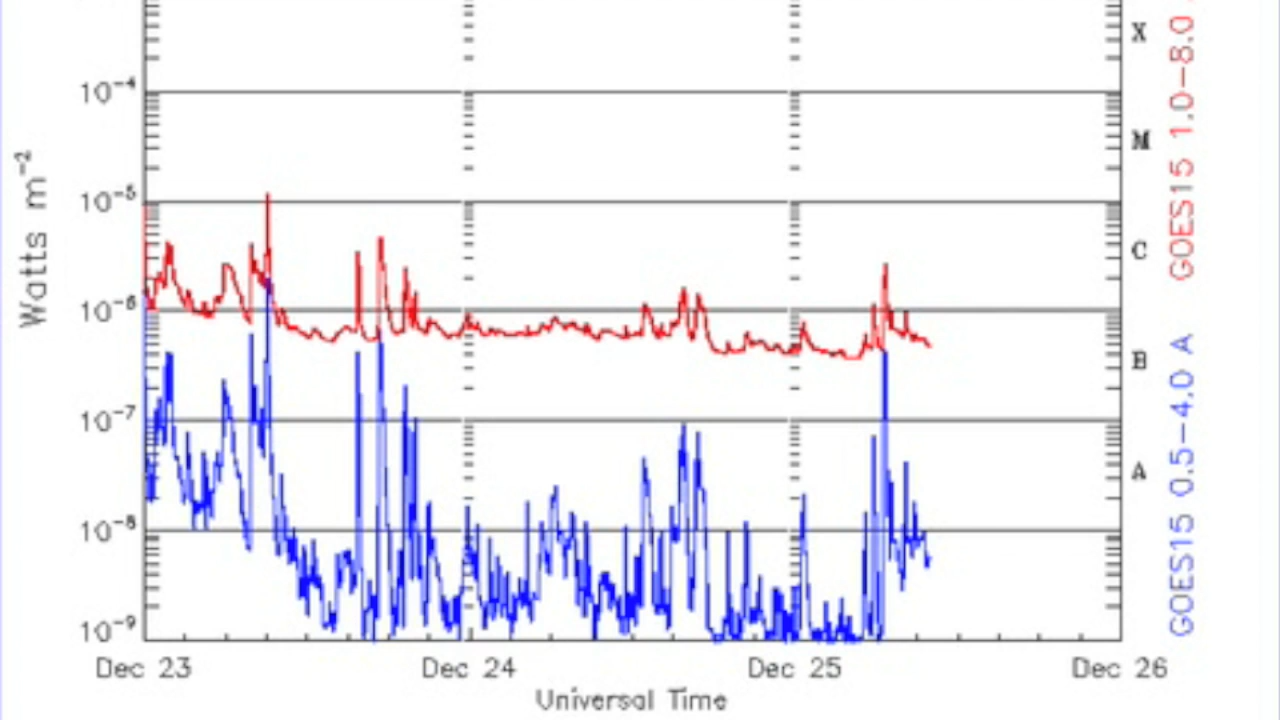 10-4
10-5
10-6
10-7
10-8
10-9
Watts m-2
Dec 23 Dec 24 Dec 25 Dec 26
Universal Time
X
M
C
B
A
GOES15 1.0-8.0
GOES15 0.5-4.0 A